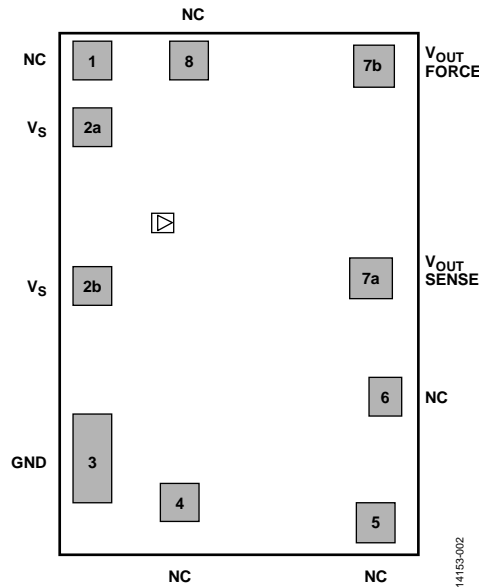 NC
NC
1
8
7b
VOUT
FORCE
VS
2a
VS
2b
7a
VOUT
SENSE
6
NC
GND
3
4
5
NC
NC
14153-002